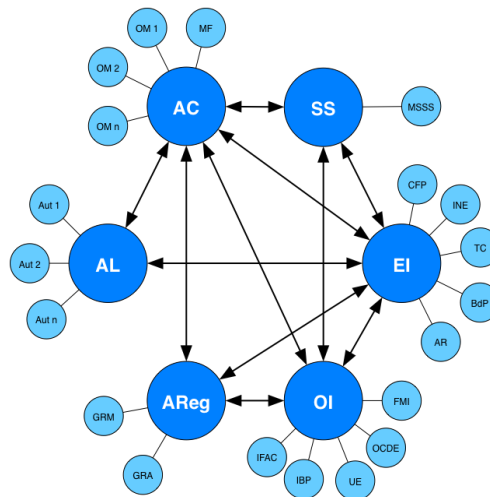 OM 1
MF
OM 2
AC
SS
MSSS
OM n
CFP
INE
Aut 1
TC
Aut 2
AL
EI
BdP
Aut n
AR
AReg
OI
FMI
GRM
OCDE
IFAC
GRA
IBP
UE